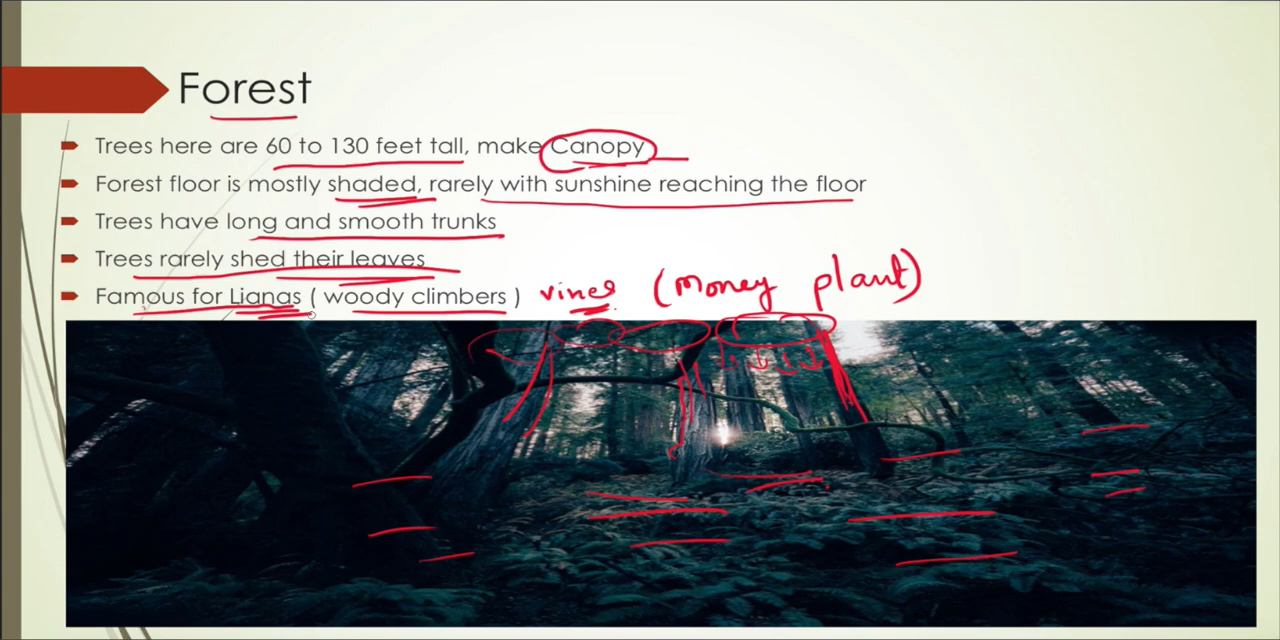 Forest
Trees here are 60 to 130 feet tall, make Canopy
Forest floor is mostly shaded, rarely with sunshine reaching the floor
Trees have long and smooth trunks
Trees rarely shed their leaves
Famous for Lianas ( woody climbers ) vines (Money plant)